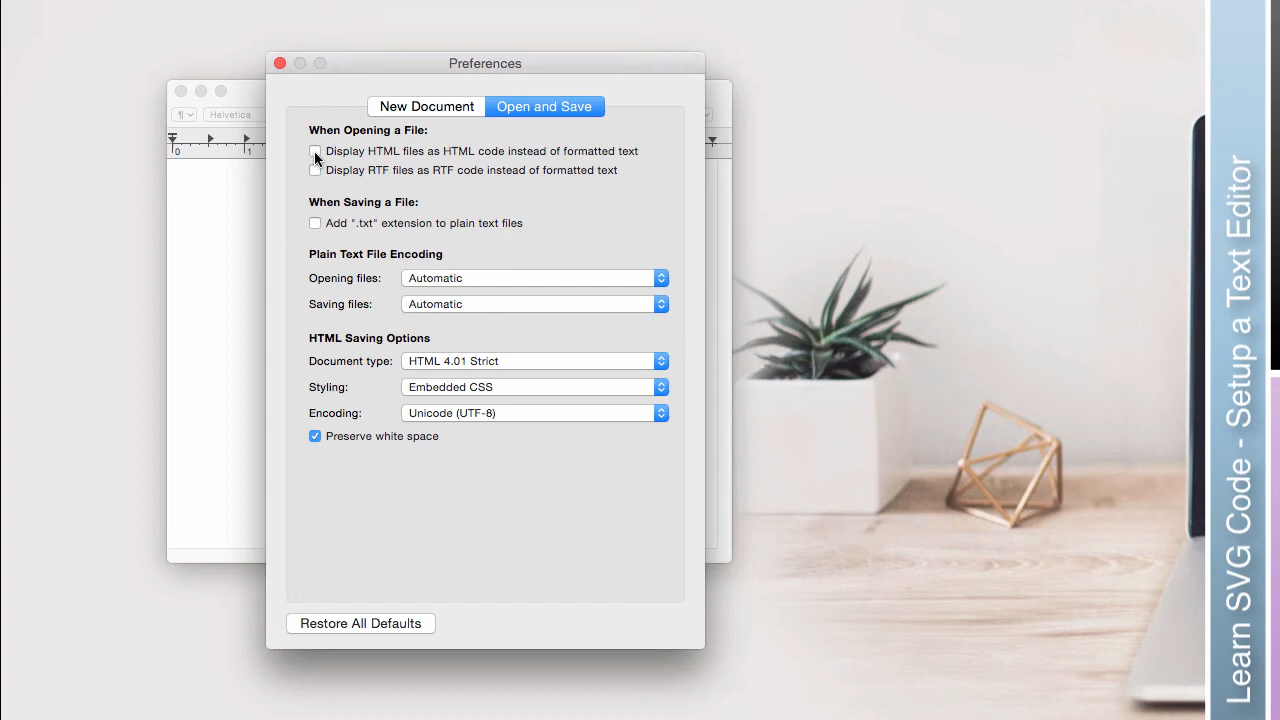 Preferences
New Document
Open and Save
¶
Helvetica
0
1
When Opening a File:
Display HTML files as HTML code instead of formatted text
Display RTF files as RTF code instead of formatted text
When Saving a File:
Add ".txt" extension to plain text files
Plain Text File Encoding
Opening files: Automatic
Saving files: Automatic
HTML Saving Options
Document type: HTML 4.01 Strict
Styling: Embedded CSS
Encoding: Unicode (UTF-8)
Preserve white space
Restore All Defaults
Learn SVG Code - Setup a Text Editor